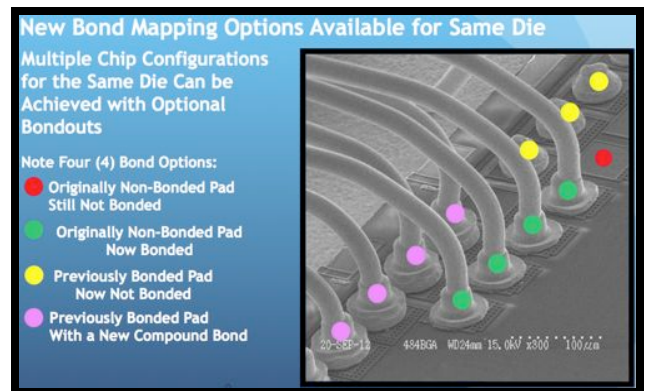 New Bond Mapping Options Available for Same Die
Multiple Chip Configurations
for the Same Die Can be
Achieved with Optional
Bondouts
Note Four (4) Bond Options:
Originally Non-Bonded Pad
Still Not Bonded
Originally Non-Bonded Pad
Now Bonded
Previously Bonded Pad
Now Not Bonded
Previously Bonded Pad
With a New Compound Bond
20-SEP-12 484BGA WD24mm 15.0kV x300 100um